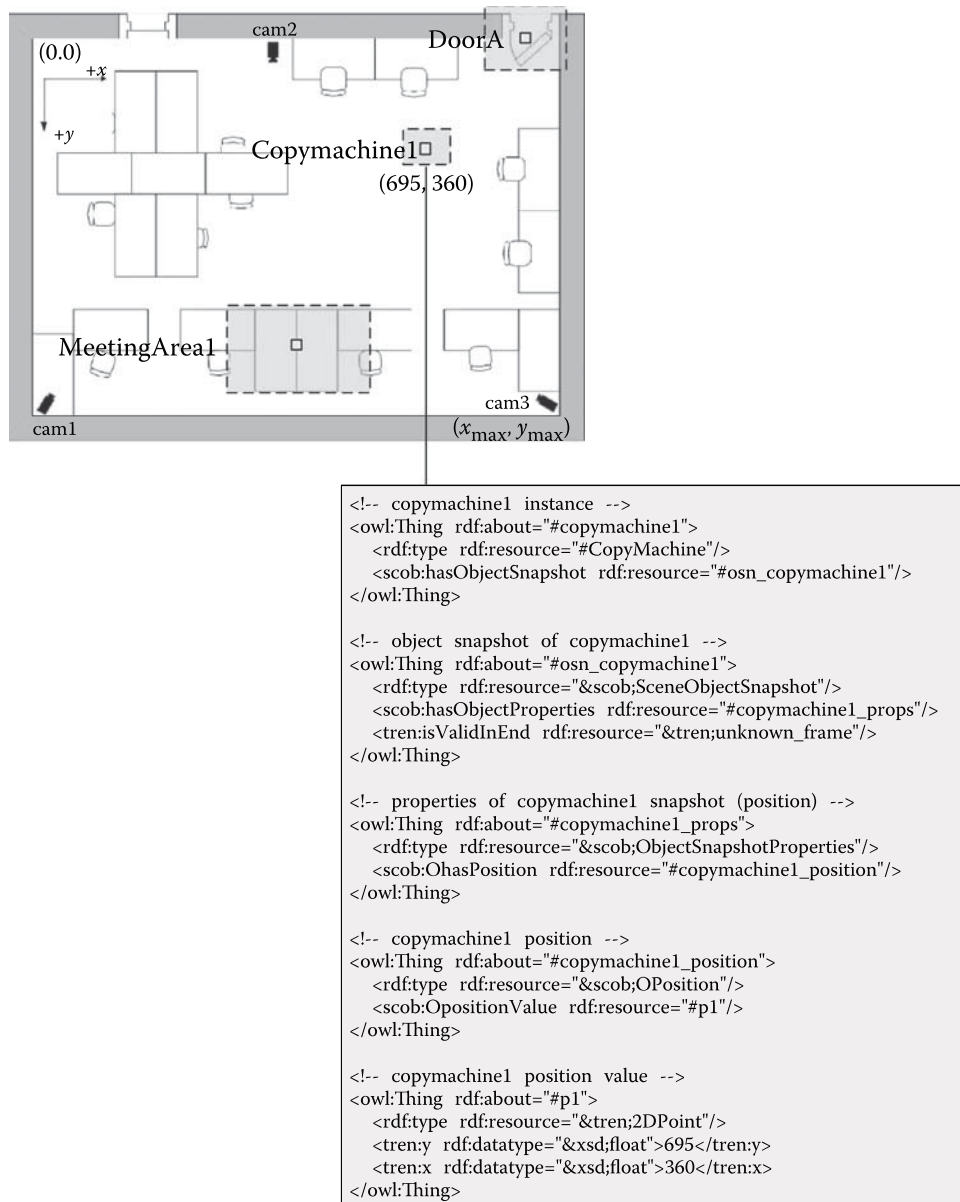 cam2
DoorA
(0.0)
+x
+y
Copymachine1
(695, 360)
MeetingArea1
cam3
cam1
(xmax, ymax)
<!-- copymachine1 instance -->
<owl:Thing rdf:about="#copymachine1">
<rdf:type rdf:resource="#CopyMachine"/>
<scob:hasObjectSnapshot rdf:resource="#osn_copymachine1"/>
</owl:Thing>
<!-- object snapshot of copymachine1 -->
<owl:Thing rdf:about="#osn_copymachine1">
<rdf:type rdf:resource="&scob;SceneObjectSnapshot"/>
<scob:hasObjectProperties rdf:resource="#copymachine1_props"/>
<tren:isValidInEnd rdf:resource="&tren;unknown_frame"/>
</owl:Thing>
<!-- properties of copymachine1 snapshot (position) -->
<owl:Thing rdf:about="#copymachine1_props">
<rdf:type rdf:resource="&scob;ObjectSnapshotProperties"/>
<scob:OhasPosition rdf:resource="#copymachine1_position"/>
</owl:Thing>
<!-- copymachine1 position -->
<owl:Thing rdf:about="#copymachine1_position">
<rdf:type rdf:resource="&scob;OPosition"/>
<scob:OpositionValue rdf:resource="#p1"/>
</owl:Thing>
<!-- copymachine1 position value -->
<owl:Thing rdf:about="#p1">
<rdf:type rdf:resource="&tren;2DPoint"/>
<tren:y rdf:datatype="&xsd;float">695</tren:y>
<tren:x rdf:datatype="&xsd;float">360</tren:x>
</owl:Thing>